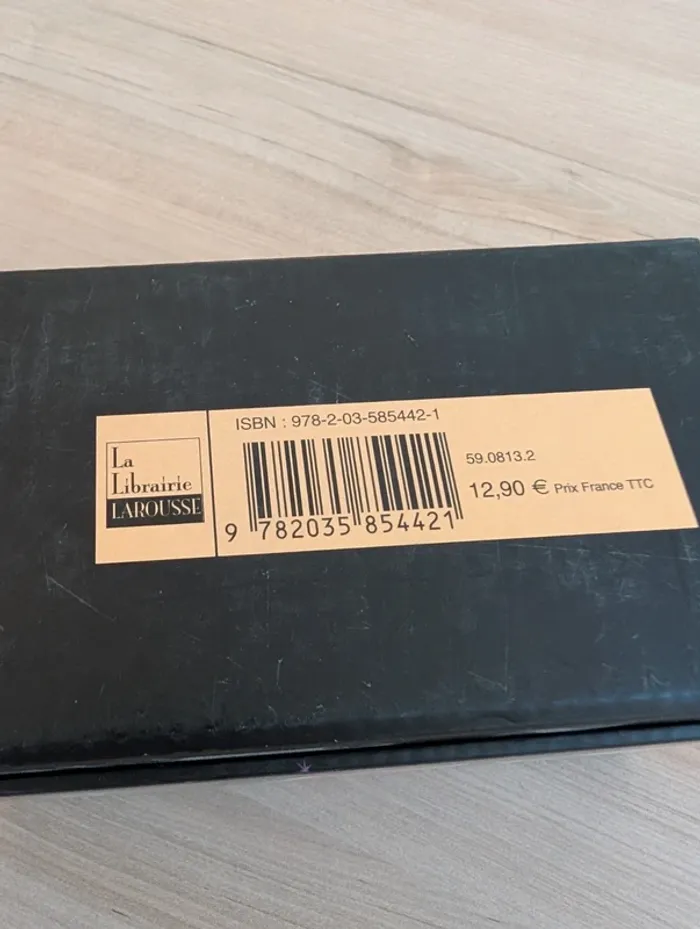 La
Librairie
LAROUSSE
ISBN : 978-2-03-585442-1
9 782035 854421
59.0813.2
12,90 € Prix France TTC